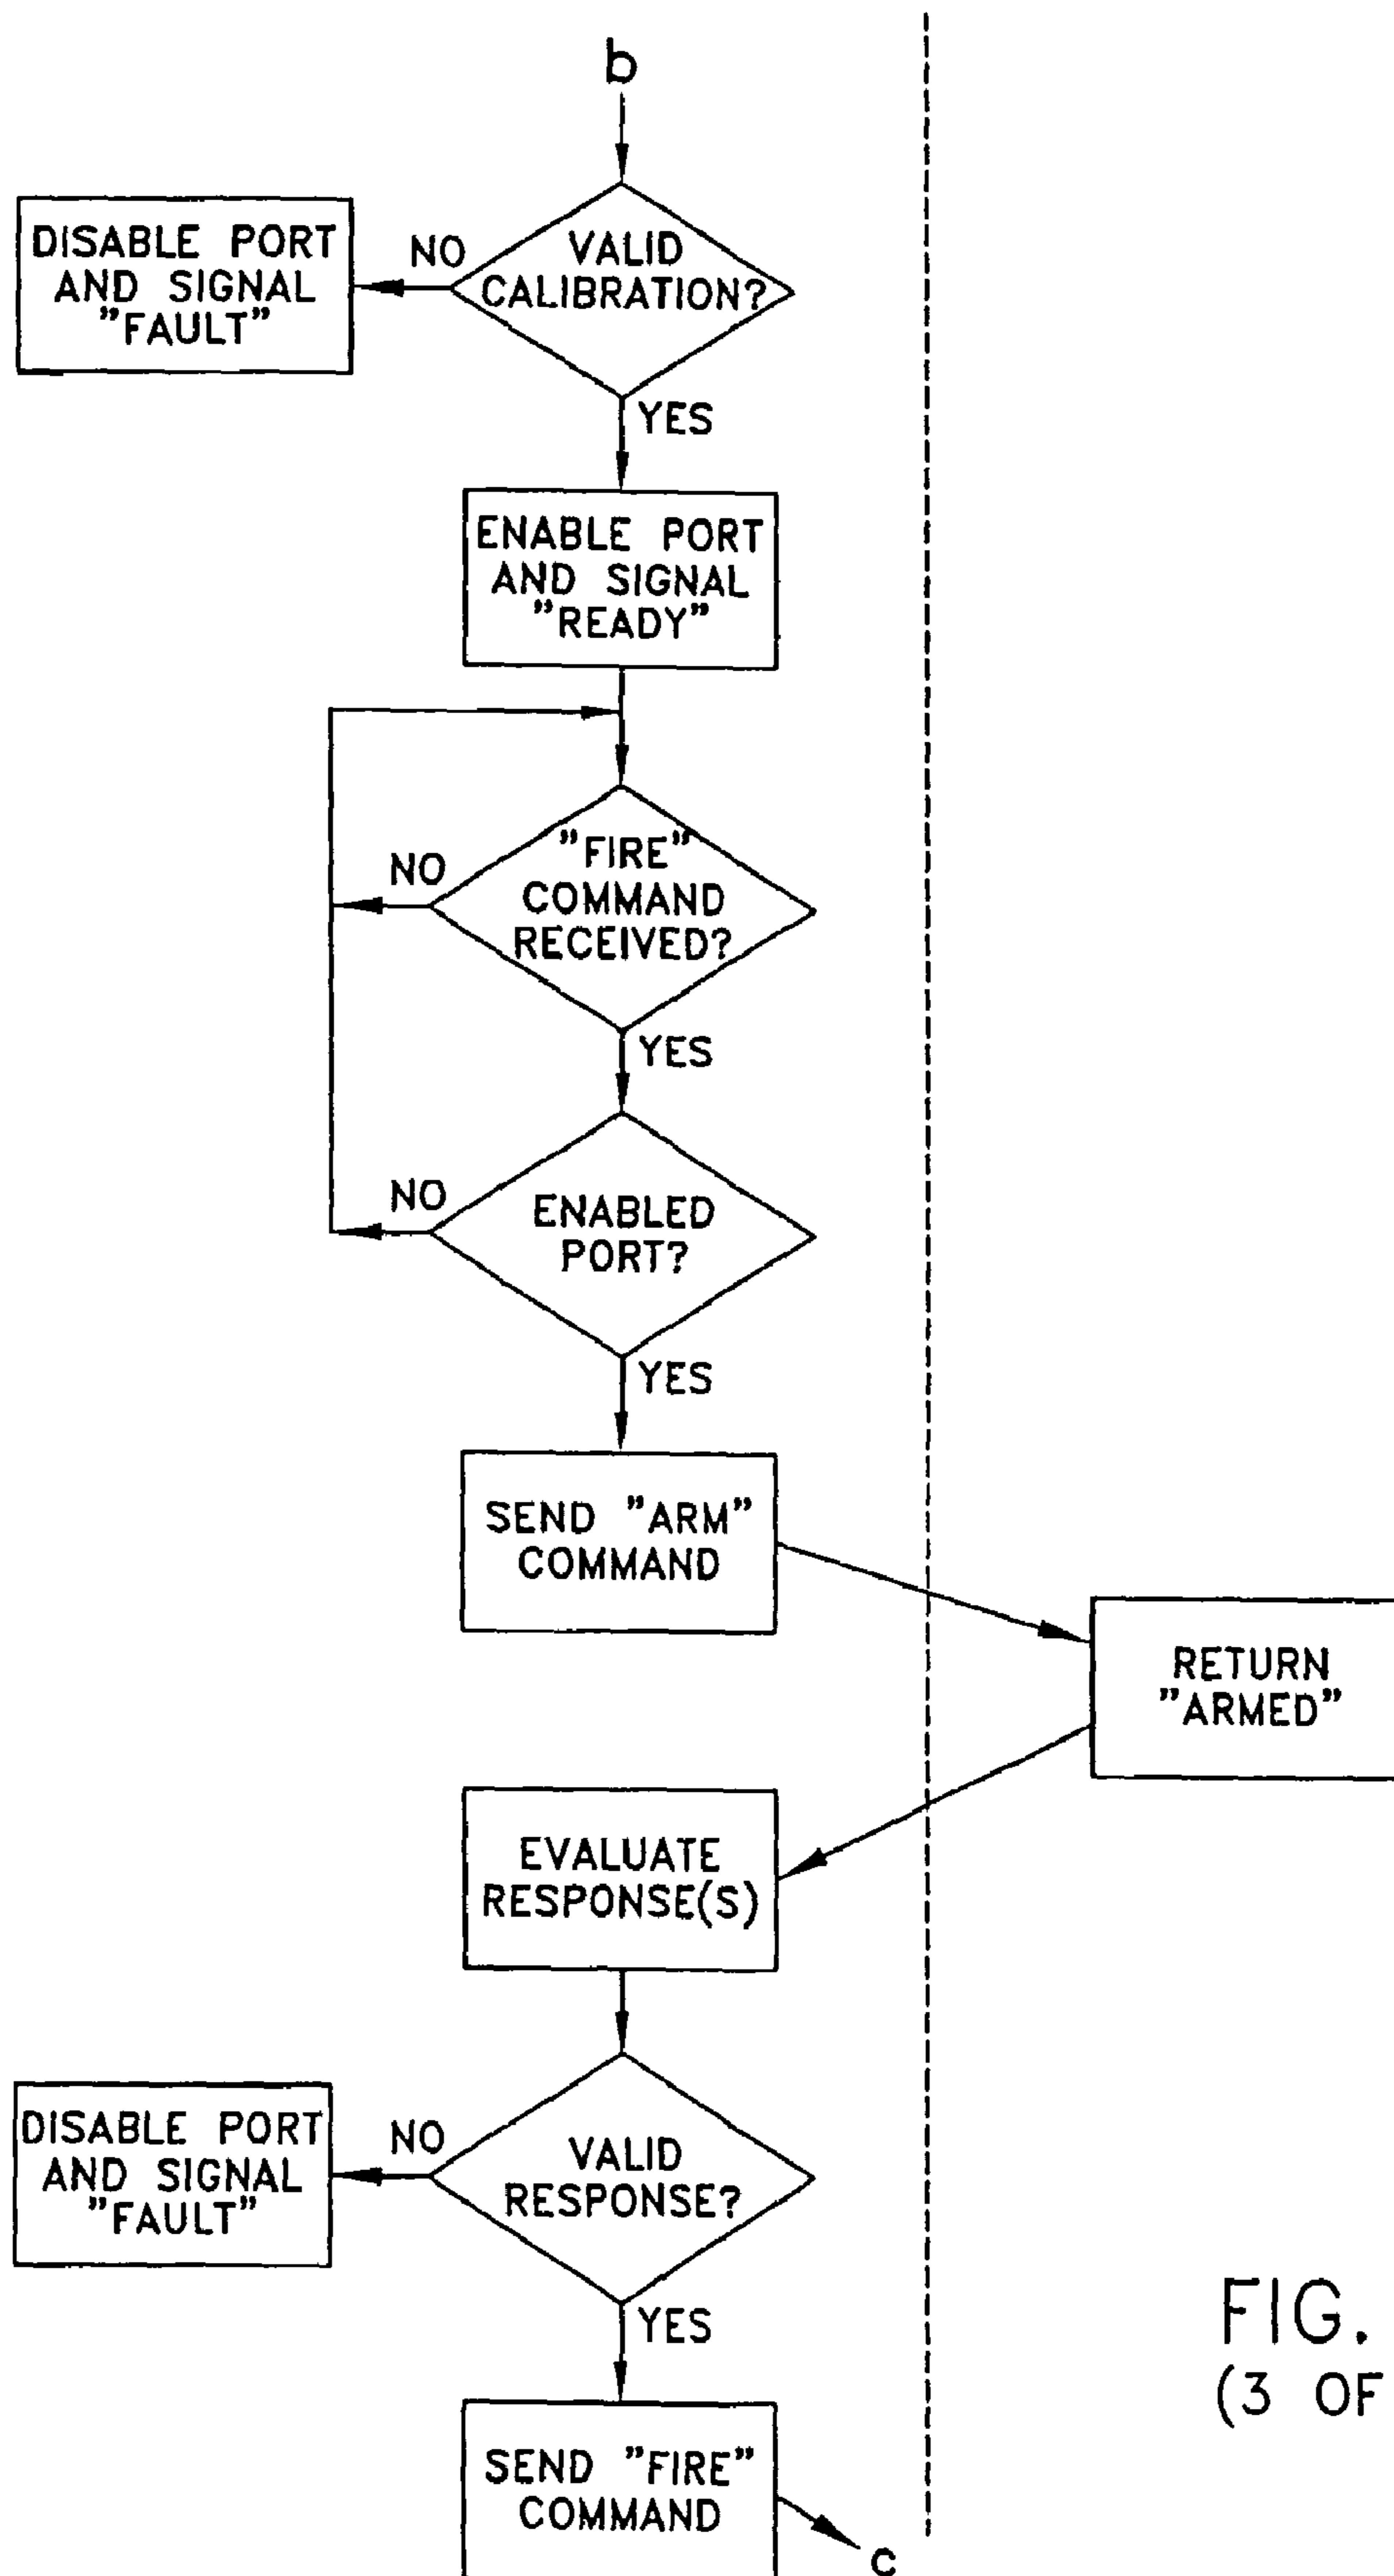 b
DISABLE PORT
AND SIGNAL
"FAULT"
NO
VALID
CALIBRATION?
YES
ENABLE PORT
AND SIGNAL
"READY"
NO
"FIRE"
COMMAND
RECEIVED?
YES
NO
ENABLED
PORT?
YES
SEND "ARM"
COMMAND
RETURN
"ARMED"
EVALUATE
RESPONSE(S)
DISABLE PORT
AND SIGNAL
"FAULT"
NO
VALID
RESPONSE?
YES
SEND "FIRE"
COMMAND
c
FIG.
(3 OF